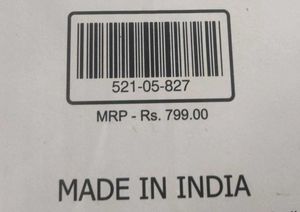 521-05-827
MRP - Rs. 799.00
MADE IN INDIA